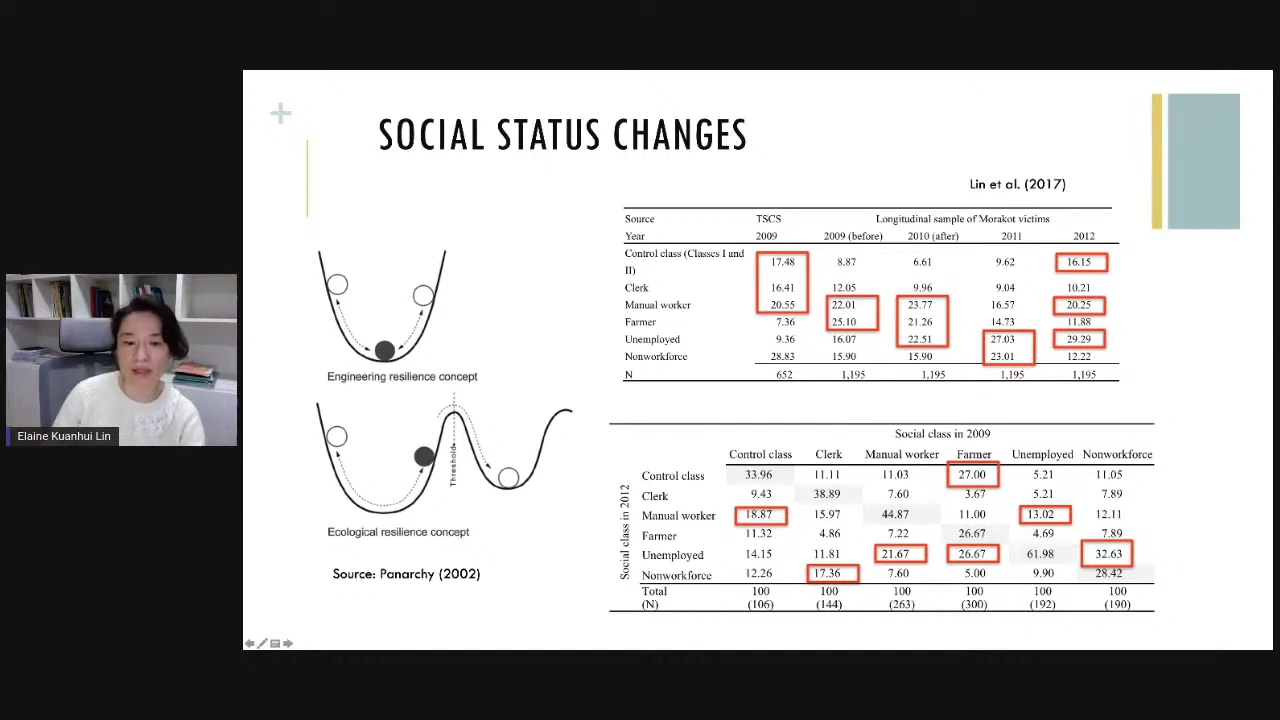 SOCIAL STATUS CHANGES
Lin et al. (2017)
Source TSCS Longitudinal sample of Morakot victims
Year 2009 2009 (before) 2010 (after) 2011 2012
Control class (Classes I and
II) 17.48 8.87 6.61 9.62 16.15
Clerk 16.41 12.05 9.96 9.04 10.21
Manual worker 20.55 22.01 23.77 16.57 20.25
Farmer 7.36 25.10 21.26 14.73 11.88
Unemployed 9.36 16.07 22.51 27.03 29.29
Nonworkforce 28.83 15.90 15.90 23.01 12.22
N 652 1,195 1,195 1,195 1,195
Engineering resilience concept
Threshold
Ecological resilience concept
Source: Panarchy (2002)
Social class in 2009
Control class Clerk Manual worker Farmer Unemployed Nonworkforce
Social class in 2012
Control class 33.96 11.11 11.03 27.00 5.21 11.05
Clerk 9.43 38.89 7.60 3.67 5.21 7.89
Manual worker 18.87 15.97 44.87 11.00 13.02 12.11
Farmer 11.32 4.86 7.22 26.67 4.69 7.89
Unemployed 14.15 11.81 21.67 26.67 61.98 32.63
Nonworkforce 12.26 17.36 7.60 5.00 9.90 28.42
Total 100 100 100 100 100 100
(N) (106) (144) (263) (300) (192) (190)
Elaine Kuanhui Lin